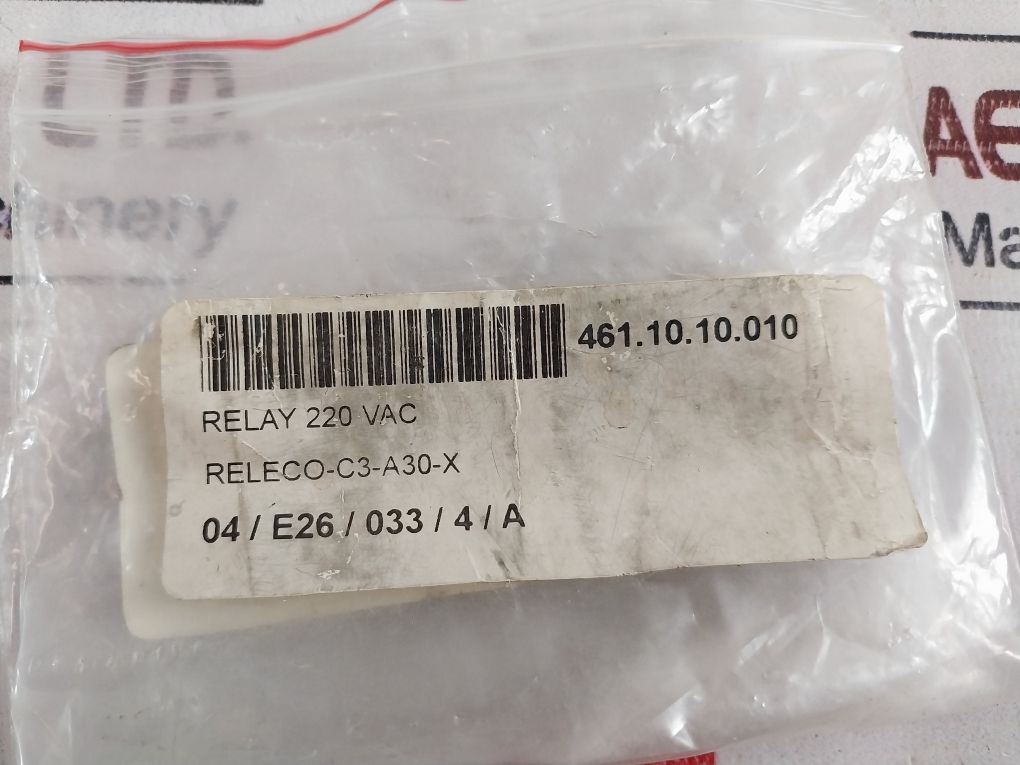 461.10.10.010
RELAY 220 VAC
RELECO-C3-A30-X
04 / E26 / 033 / 4 / A